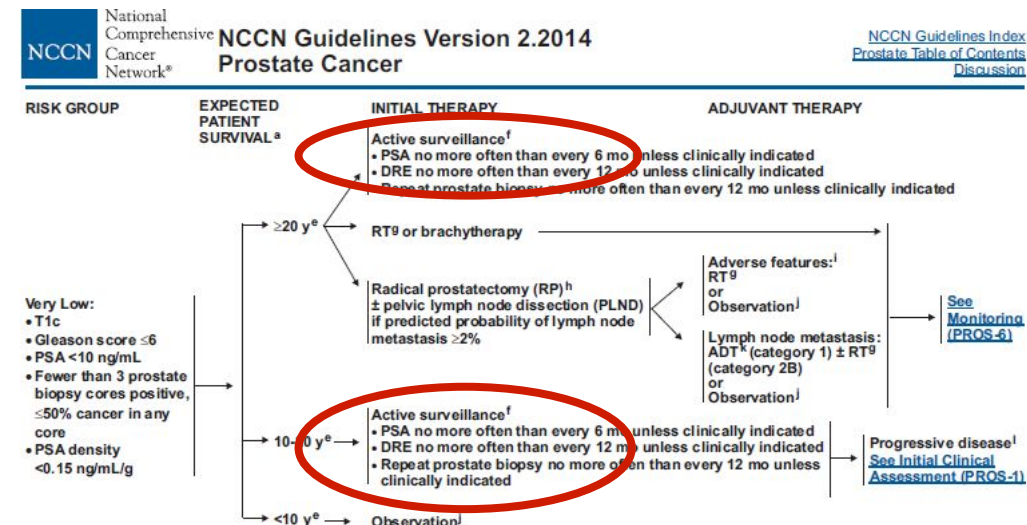 NCCN
National
Comprehensive
Cancer
Network®
NCCN Guidelines Version 2.2014
Prostate Cancer
NCCN Guidelines Index
Prostate Table of Contents
Discussion
RISK GROUP
EXPECTED
PATIENT
SURVIVAL a
INITIAL THERAPY
ADJUVANT THERAPY
Very Low:
• T1c
• Gleason score ≤6
• PSA <10 ng/mL
• Fewer than 3 prostate
biopsy cores positive,
≤50% cancer in any
core
• PSA density
<0.15 ng/mL/g
≥20 y e
Active surveillance f
• PSA no more often than every 6 mo unless clinically indicated
• DRE no more often than every 12 mo unless clinically indicated
• Repeat prostate biopsy no more often than every 12 mo unless clinically indicated
RT g or brachytherapy
Radical prostatectomy (RP) h
± pelvic lymph node dissection (PLND)
if predicted probability of lymph node
metastasis ≥2%
Adverse features: i
RT g
or
Observation j
Lymph node metastasis:
ADT k (category 1) ± RT g
(category 2B)
or
Observation j
See
Monitoring
(PROS-6)
10-20 y e
Active surveillance f
• PSA no more often than every 6 mo unless clinically indicated
• DRE no more often than every 12 mo unless clinically indicated
• Repeat prostate biopsy no more often than every 12 mo unless
clinically indicated
Progressive disease l
See Initial Clinical
Assessment (PROS-1)
<10 y e
Observation j